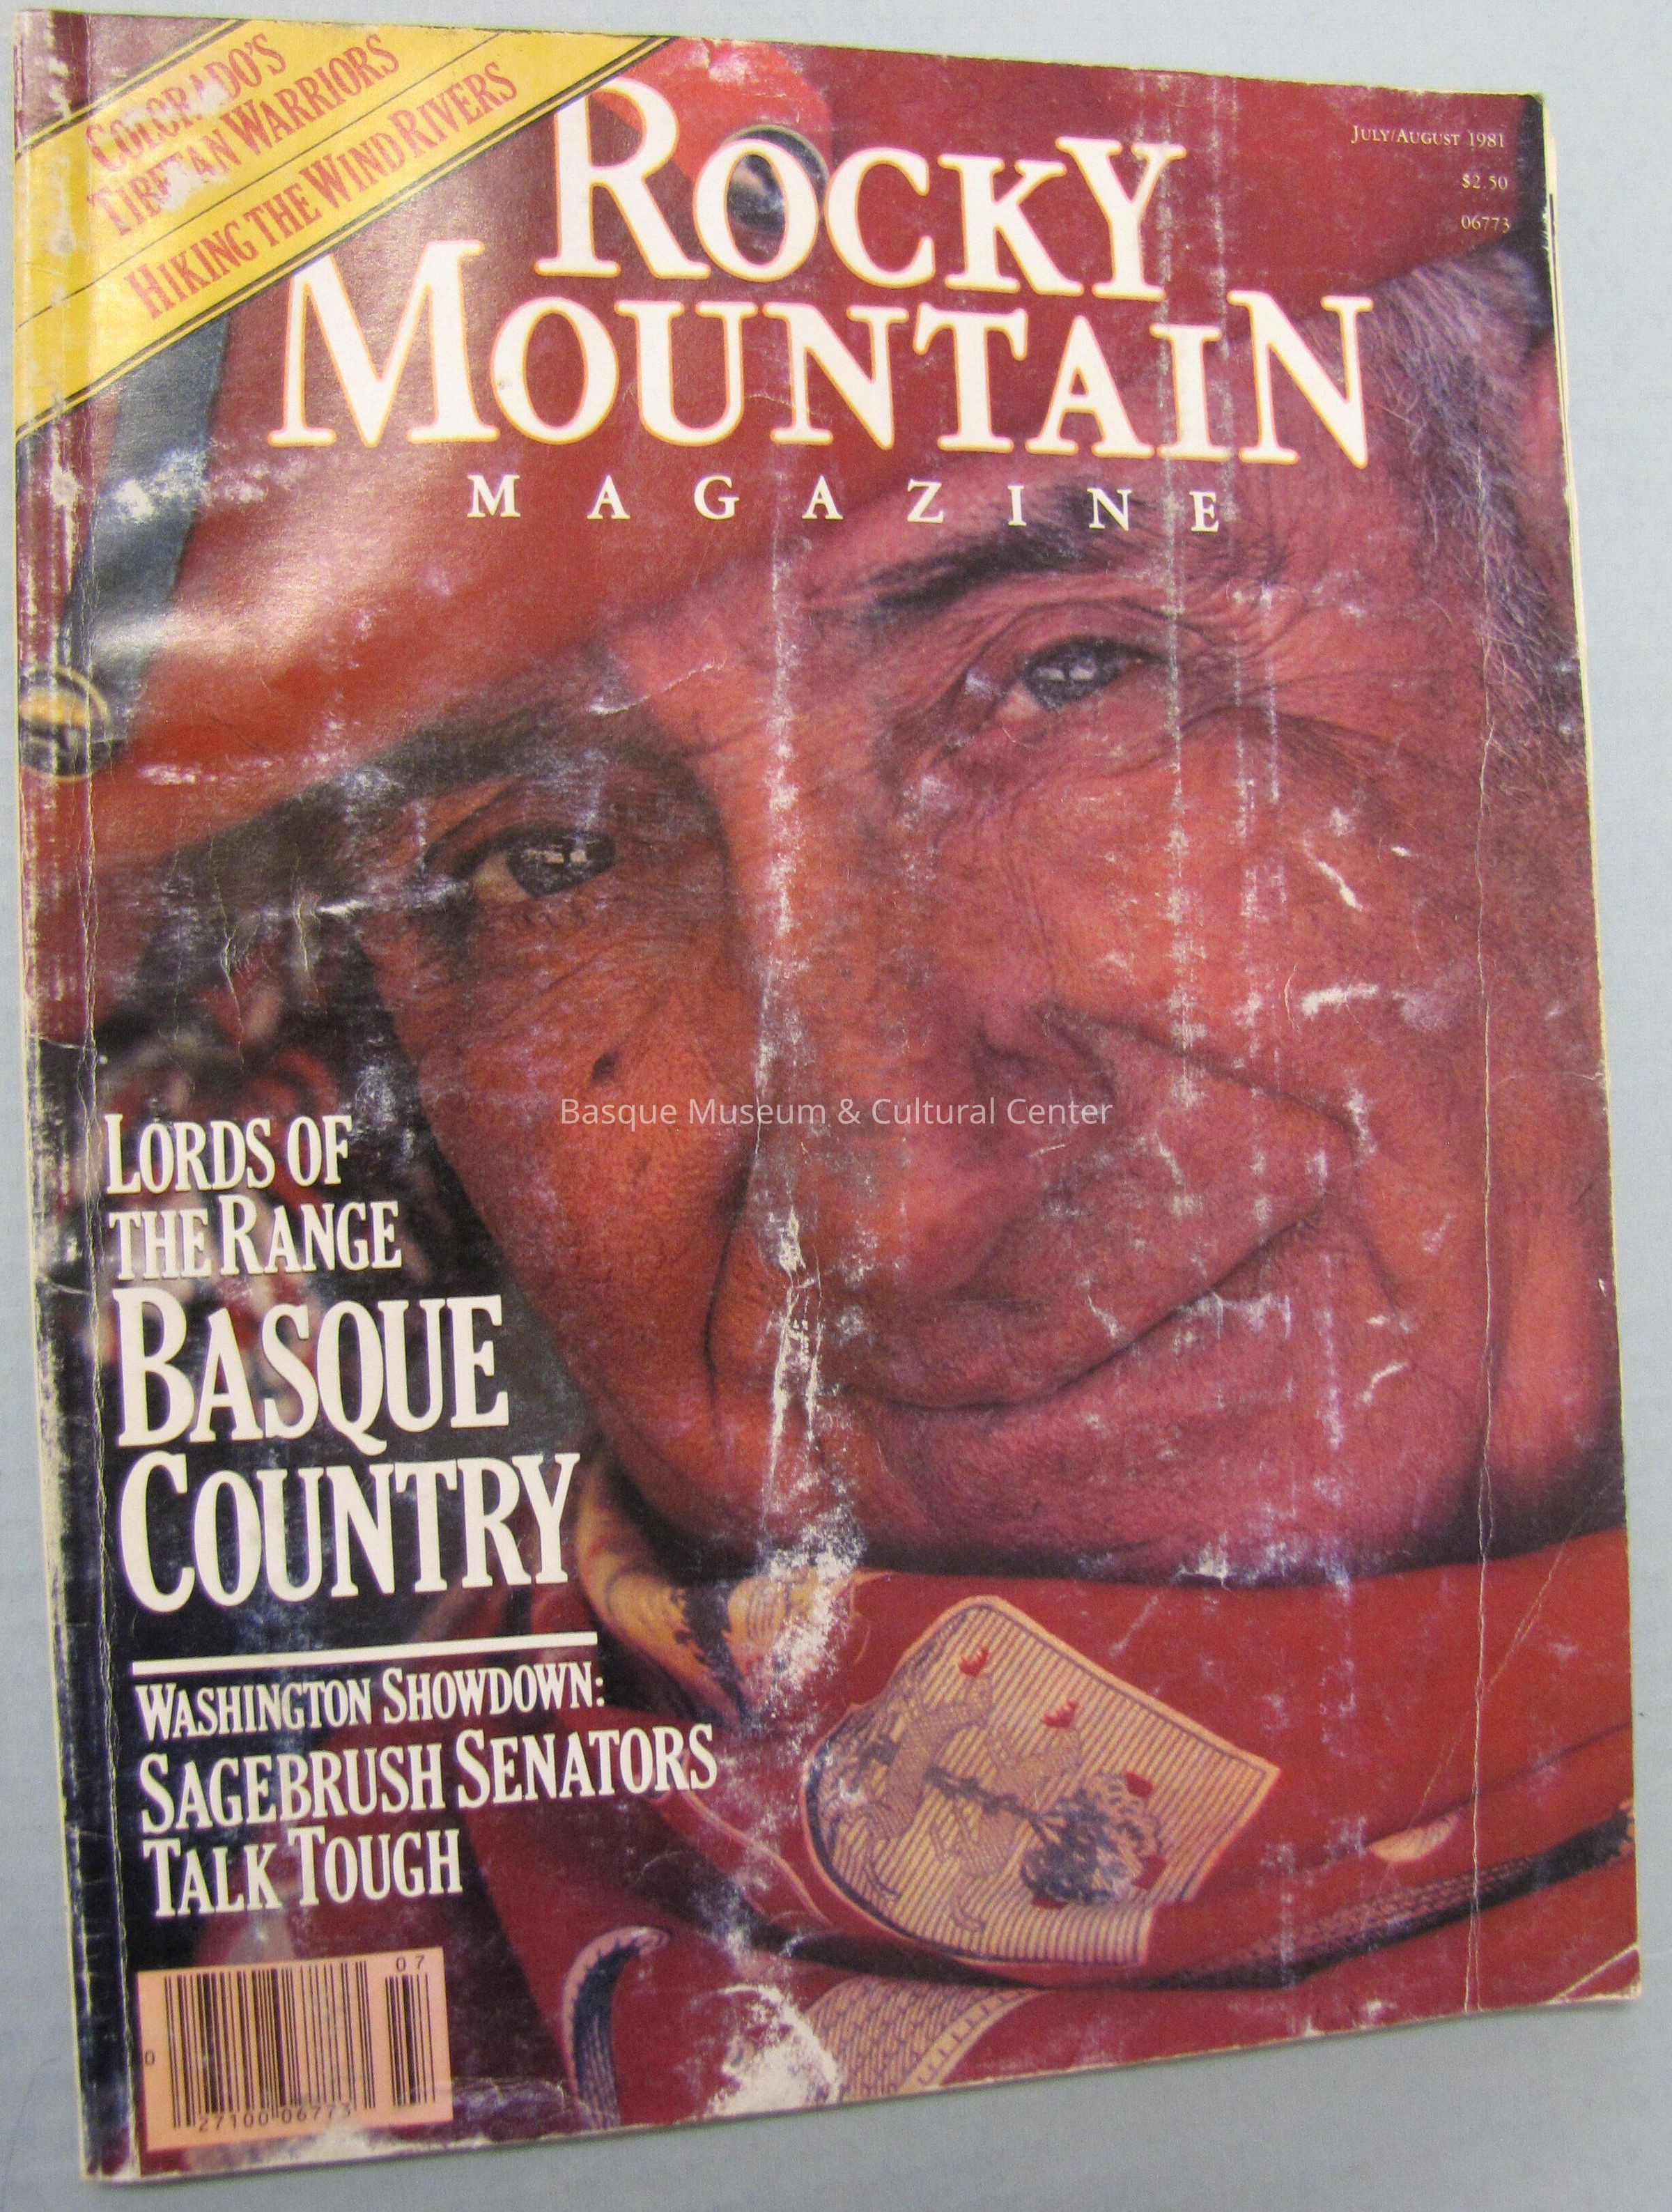 COLORADO'S
TIBETAN WARRIORS
HIKING THE WIND RIVERS
ROCKY
MOUNTAIN
MAGAZINE
JULY/AUGUST 1981
$2.50
06773
LORDS OF
THE RANGE
BASQUE
COUNTRY
WASHINGTON SHOWDOWN:
SAGEBRUSH SENATORS
TALK TOUGH
07
0
27100 06773
Basque Museum & Cultural Center